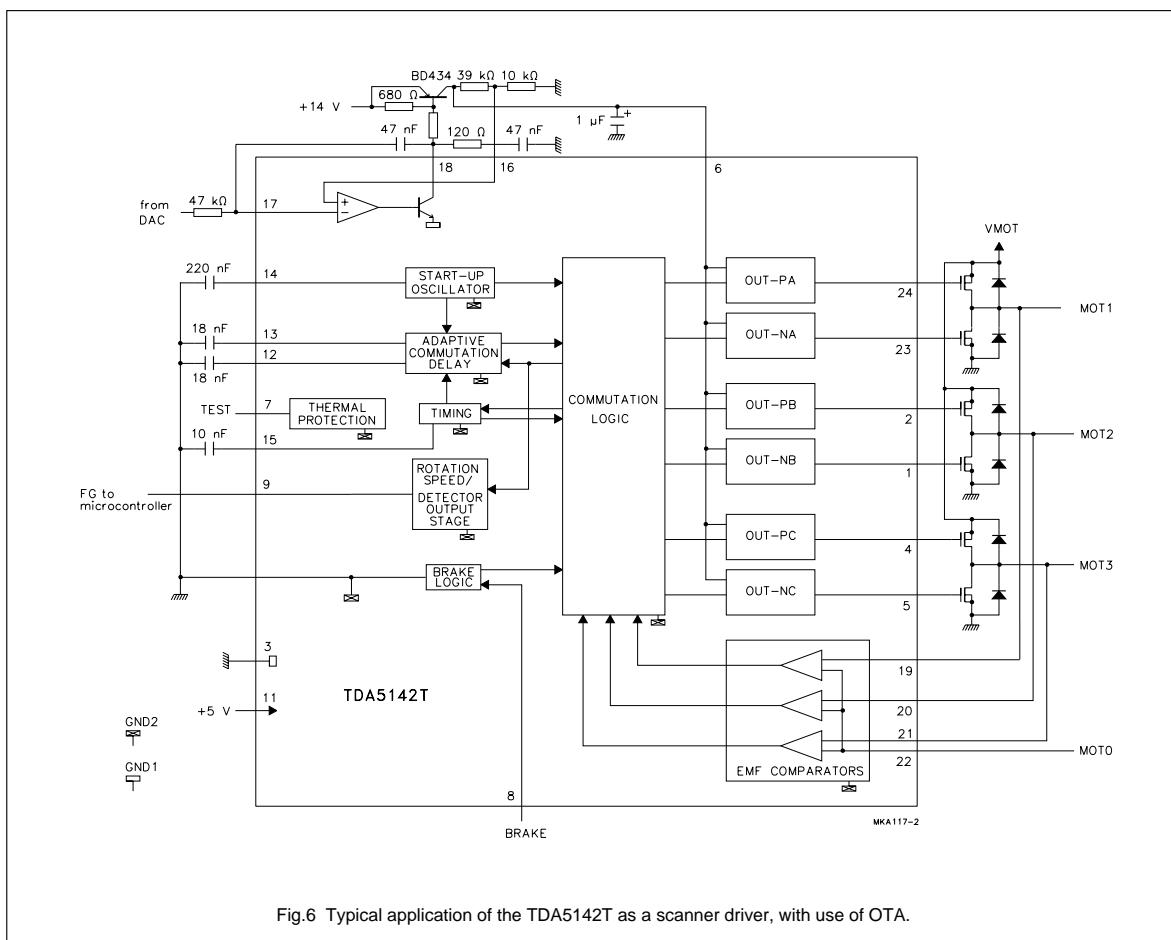 BD434
39 kΩ
10 kΩ
680 Ω
+14 V
47 nF
120 Ω
47 nF
1 µF
+
18
16
6
from
DAC
47 kΩ
17
+
−
VMOT
220 nF
14
START-UP
OSCILLATOR
OUT-PA
24
MOT1
18 nF
13
12
18 nF
ADAPTIVE
COMMUTATION
DELAY
OUT-NA
23
TEST
7
THERMAL
PROTECTION
TIMING
COMMUTATION
LOGIC
OUT-PB
2
MOT2
10 nF
15
OUT-NB
1
FG to
microcontroller
9
ROTATION
SPEED/
DETECTOR
OUTPUT
STAGE
OUT-PC
4
MOT3
BRAKE
LOGIC
OUT-NC
5
3
19
11
+5 V
TDA5142T
20
21
22
MOT0
GND2
GND1
EMF COMPARATORS
8
BRAKE
MKA117-2
Fig.6 Typical application of the TDA5142T as a scanner driver, with use of OTA.